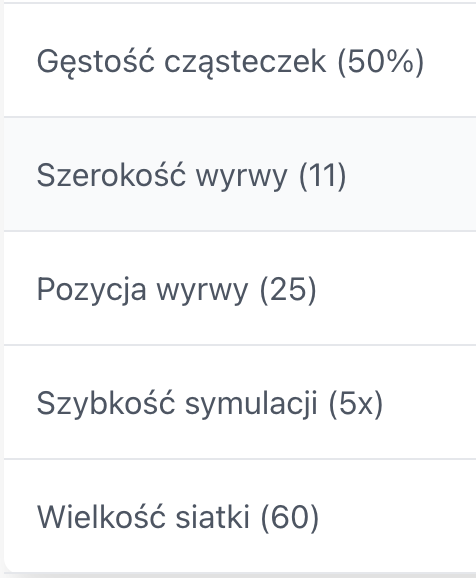 Gęstość cząsteczek (50%)
Szerokość wyrwy (11)
Pozycja wyrwy (25)
Szybkość symulacji (5x)
Wielkość siatki (60)